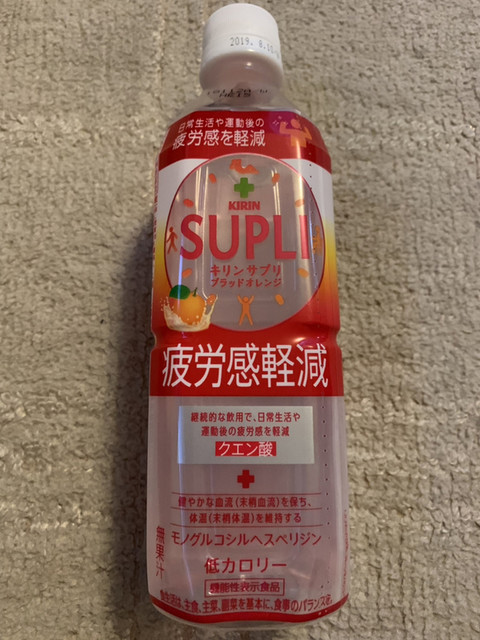 2019. 8.
日常生活や運動後の
疲労感を軽減
KIRIN
SUPLI
キリン サプリ
ブラッドオレンジ
疲労感軽減
継続的な飲用で、日常生活や
運動後の疲労感を軽減
クエン酸
健やかな血流(末梢血流)を保ち、
体温(末梢体温)を維持する
モノグルコシルヘスペリジン
無果汁
低カロリー
機能性表示食品
食生活は、主食、主菜、副菜を基本に、食事のバランスを。